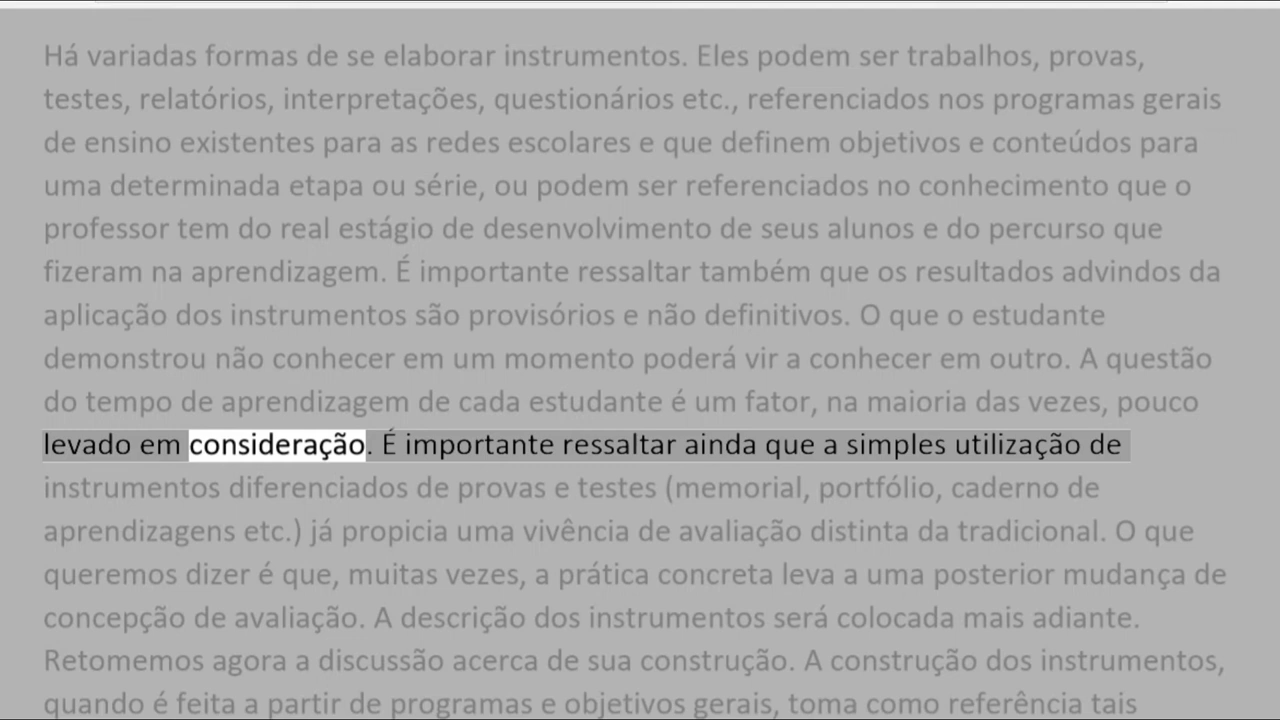 Há variadas formas de se elaborar instrumentos. Eles podem ser trabalhos, provas,
testes, relatórios, interpretações, questionários etc., referenciados nos programas gerais
de ensino existentes para as redes escolares e que definem objetivos e conteúdos para
uma determinada etapa ou série, ou podem ser referenciados no conhecimento que o
professor tem do real estágio de desenvolvimento de seus alunos e do percurso que
fizeram na aprendizagem. É importante ressaltar também que os resultados advindos da
aplicação dos instrumentos são provisórios e não definitivos. O que o estudante
demonstrou não conhecer em um momento poderá vir a conhecer em outro. A questão
do tempo de aprendizagem de cada estudante é um fator, na maioria das vezes, pouco
levado em consideração. É importante ressaltar ainda que a simples utilização de
instrumentos diferenciados de provas e testes (memorial, portfólio, caderno de
aprendizagens etc.) já propicia uma vivência de avaliação distinta da tradicional. O que
queremos dizer é que, muitas vezes, a prática concreta leva a uma posterior mudança de
concepção de avaliação. A descrição dos instrumentos será colocada mais adiante.
Retomemos agora a discussão acerca de sua construção. A construção dos instrumentos,
quando é feita a partir de programas e objetivos gerais, toma como referência tais